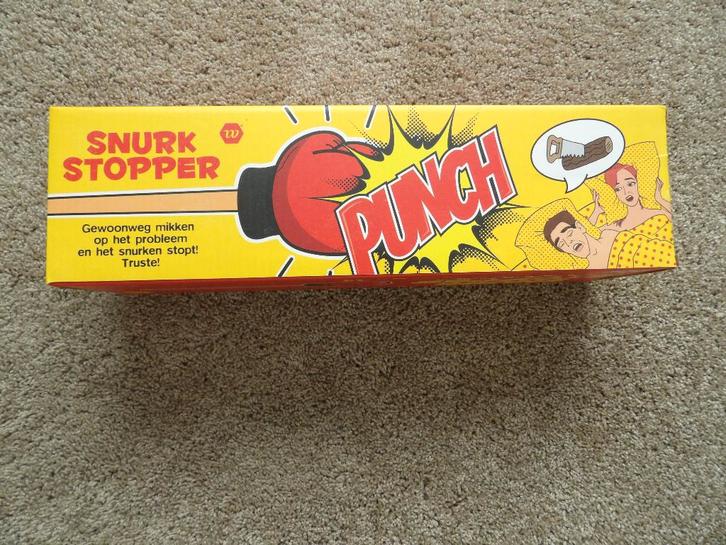 SNURK
STOPPER
W
Gewoonweg mikken
op het probleem
en het snurken stopt!
Truste!
PUNCH